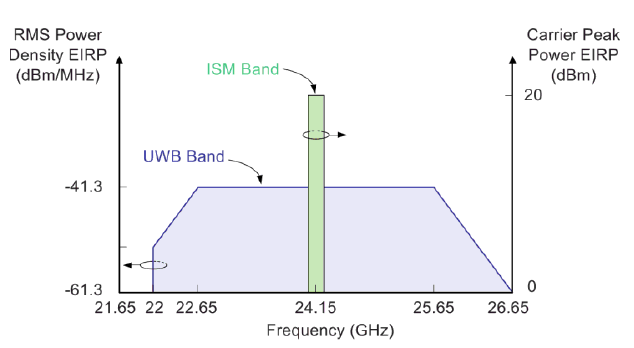 RMS Power
Density EIRP
(dBm/MHz)
Carrier Peak
Power EIRP
(dBm)
ISM Band
20
UWB Band
-41.3
-61.3
0
21.65 22 22.65 24.15 25.65 26.65
Frequency (GHz)